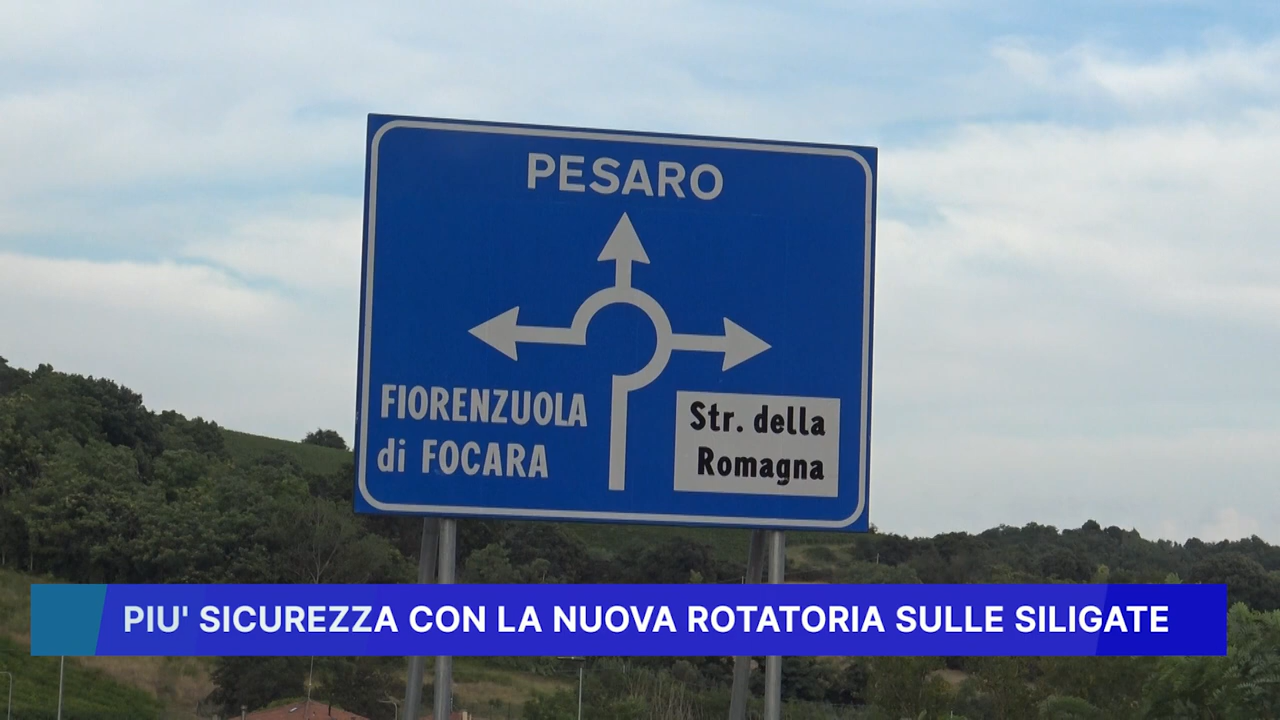 PESARO
FIORENZUOLA
di FOCARA
Str. della
Romagna
PIU' SICUREZZA CON LA NUOVA ROTATORIA SULLE SILIGATE